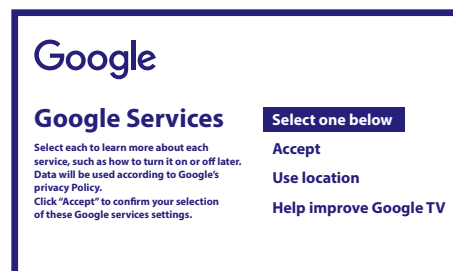 Google
Google Services
Select each to learn more about each
service, such as how to turn it on or off later.
Data will be used according to Google's
privacy Policy.
Click “Accept” to confirm your selection
of these Google services settings.
Select one below
Accept
Use location
Help improve Google TV